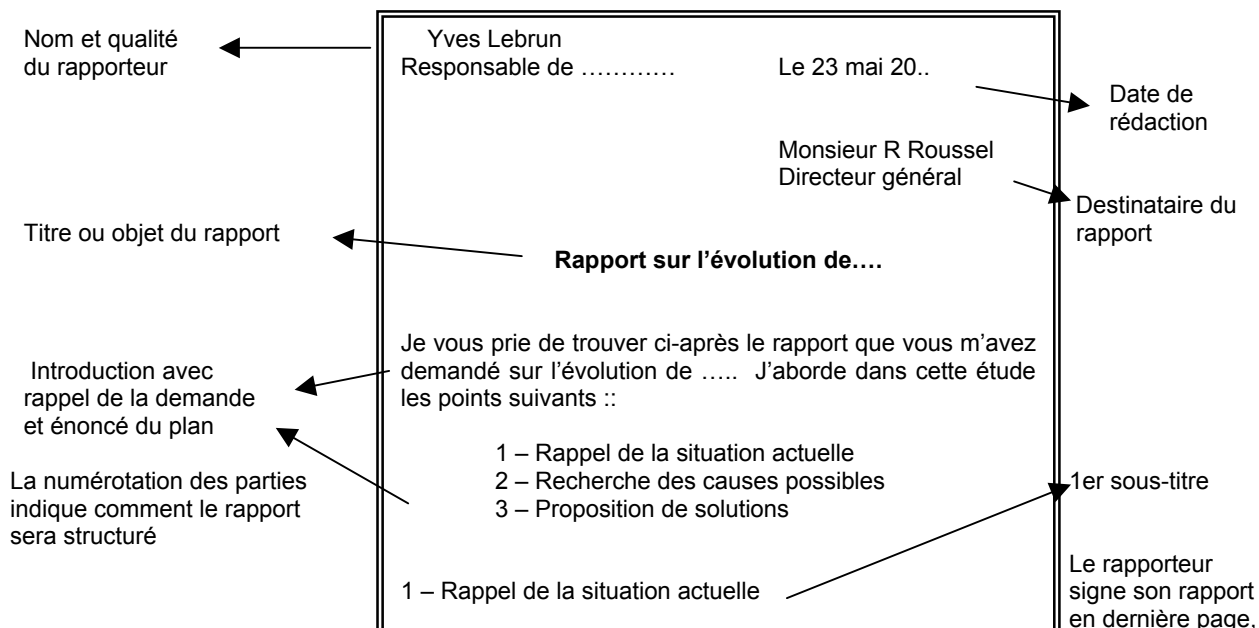 Nom et qualité
du rapporteur
Yves Lebrun
Responsable de ………… Le 23 mai 20..
Date de
rédaction
Monsieur R Roussel
Directeur général
Destinataire du
rapport
Titre ou objet du rapport
Rapport sur l’évolution de….
Je vous prie de trouver ci-après le rapport que vous m’avez
demandé sur l’évolution de ….. J’aborde dans cette étude
les points suivants ::
Introduction avec
rappel de la demande
et énoncé du plan
1 – Rappel de la situation actuelle
2 – Recherche des causes possibles
3 – Proposition de solutions
La numérotation des parties
indique comment le rapport
sera structuré
1er sous-titre
1 – Rappel de la situation actuelle
Le rapporteur
signe son rapport
en dernière page,